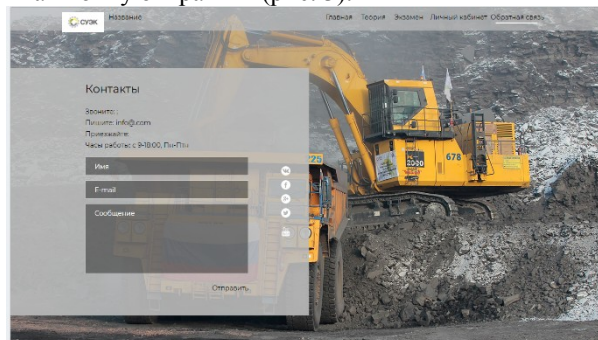 СУЭК Название
Главная Теория Экзамен Личный кабинет Обратная связь
Контакты
Звоните:
Пишите: info@.com
Приезжайте
Часы работы: с 9-18:00, Пн-Птн
Имя
E-mail
Сообщение
Отправить
678